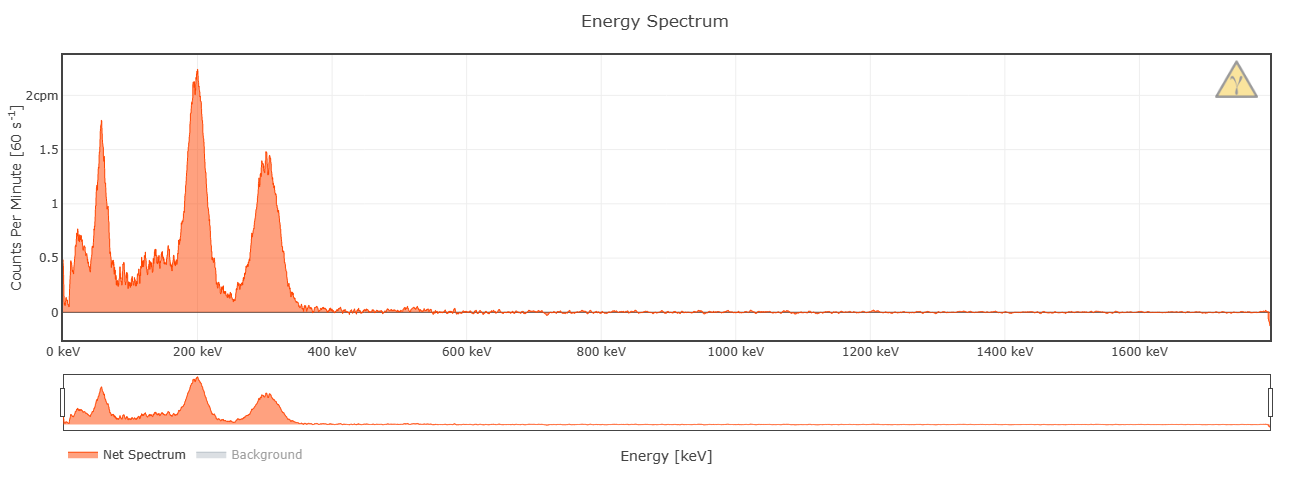 Energy Spectrum
Counts Per Minute [60 s⁻¹]
2cpm
1.5
1
0.5
0
0 keV 200 keV 400 keV 600 keV 800 keV 1000 keV 1200 keV 1400 keV 1600 keV
Net Spectrum Background
Energy [keV]
γ